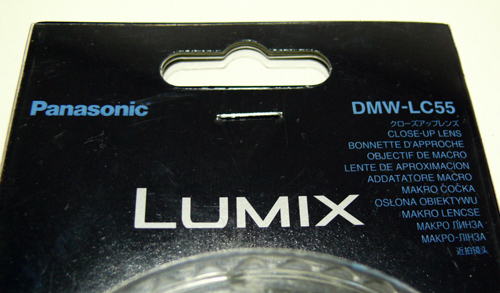 Panasonic
DMW-LC55
クローズアップレンズ
CLOSE-UP LENS
BONNETTE D'APPROCHE
OBJECTIF DE MACRO
LENTE DE APROXIMACION
ADDATATORE MACRO
MAKRO ČOČKA
OSŁONA OBIEKTYWU
MAKRO LENCSE
МАКРО ЛИНЗА
МАКРО-ЛІНЗА
近拍镜头
LUMIX